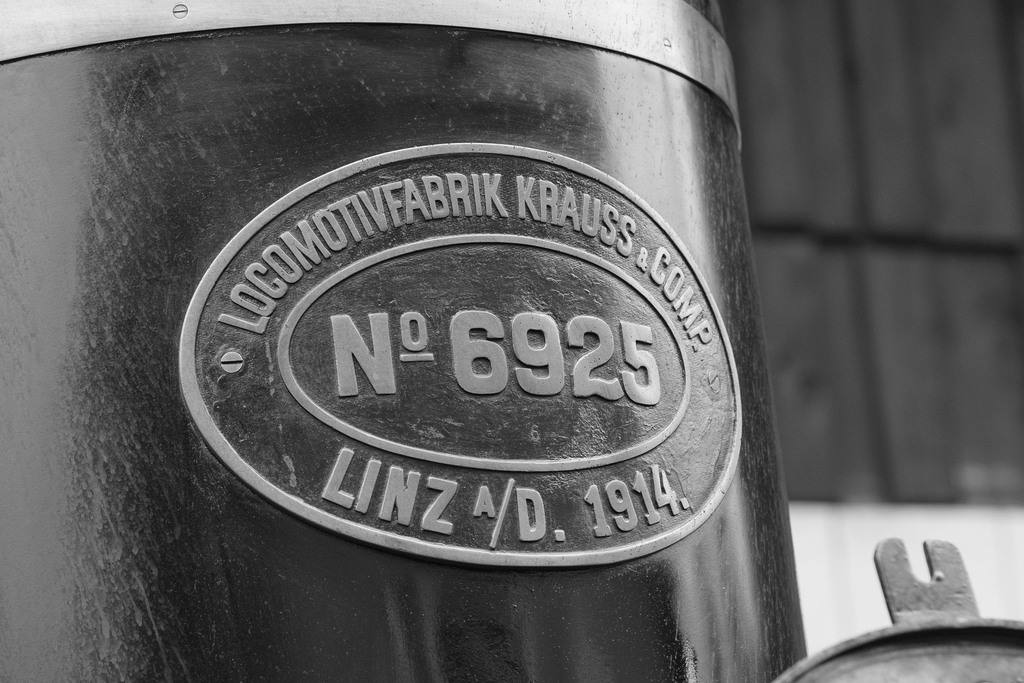 LOCOMOTIVFABRIK KRAUSS & COMP.
Nº 6925
LINZ A/D. 1914.